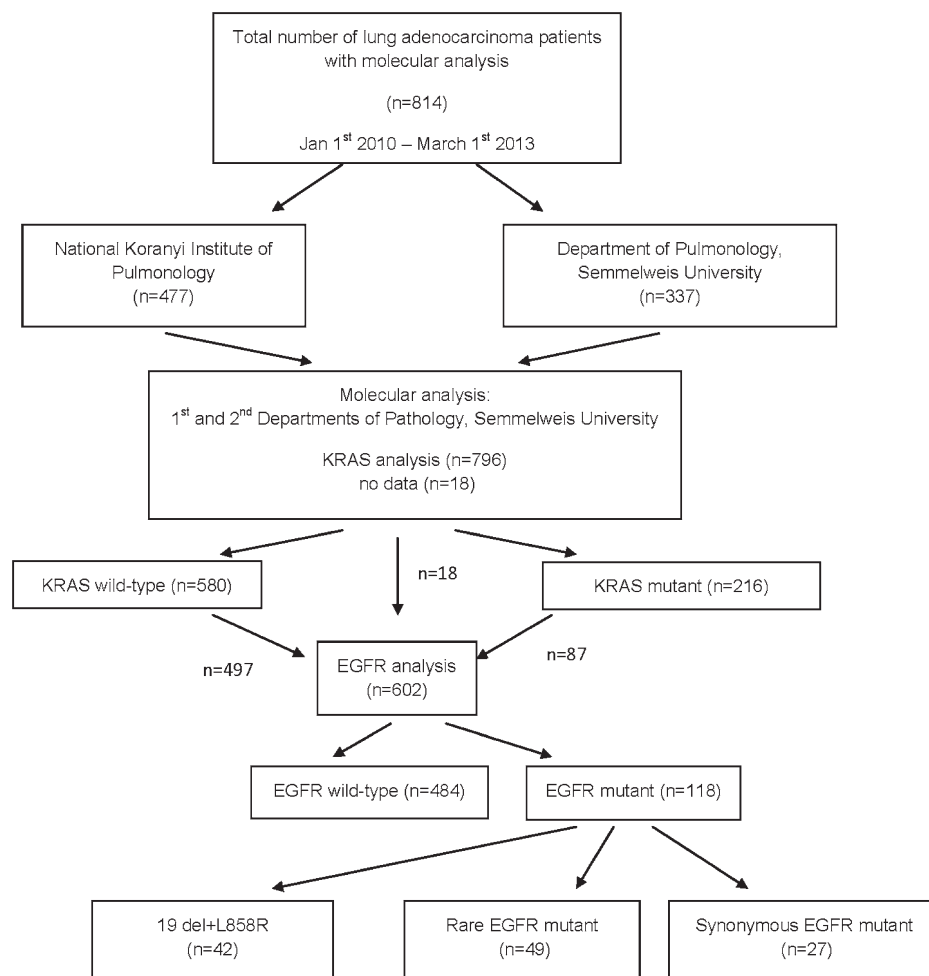 Total number of lung adenocarcinoma patients
with molecular analysis
(n=814)
Jan 1st 2010 – March 1st 2013
National Koranyi Institute of
Pulmonology
(n=477)
Department of Pulmonology,
Semmelweis University
(n=337)
Molecular analysis:
1st and 2nd Departments of Pathology, Semmelweis University
KRAS analysis (n=796)
no data (n=18)
KRAS wild-type (n=580)
n=18
KRAS mutant (n=216)
n=497
EGFR analysis
(n=602)
n=87
EGFR wild-type (n=484)
EGFR mutant (n=118)
19 del+L858R
(n=42)
Rare EGFR mutant
(n=49)
Synonymous EGFR mutant
(n=27)